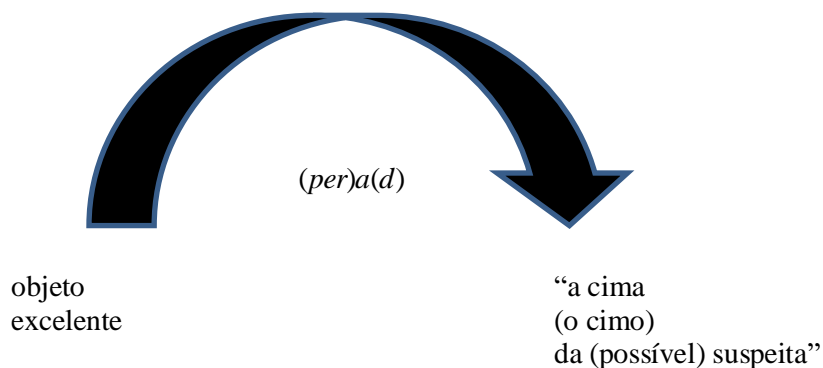 (per)a(d)
objeto
excelente
“a cima
(o cimo)
da (possível) suspeita”